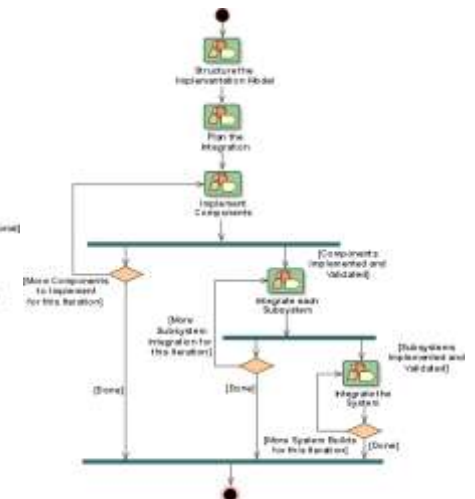 Structure the
Implementation Model
Plan the
Integration
Implement
Components
[Components
Implemented and
Validated]
[More Components
to Implement
for this Iteration]
Integrate each
Subsystem
[More
Subsystem
Integration for
this Iteration]
[Subsystems
Implemented and
Validated]
[Done]
[Done]
Integrate the
System
[More System Builds
for this Iteration]
[Done]